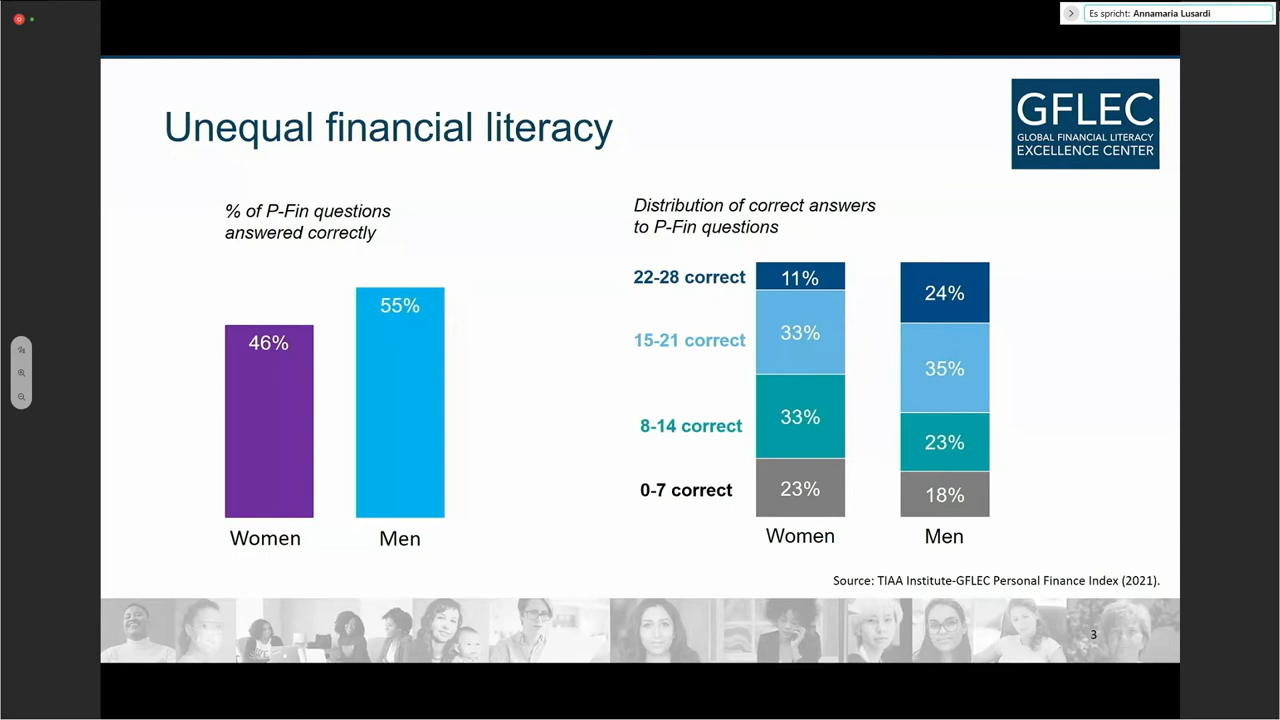 Es spricht: Annamaria Lusardi
Unequal financial literacy
GFLEC
GLOBAL FINANCIAL LITERACY
EXCELLENCE CENTER
% of P-Fin questions
answered correctly
46%
55%
Women
Men
Distribution of correct answers
to P-Fin questions
22-28 correct
11%
24%
15-21 correct
33%
35%
8-14 correct
33%
23%
0-7 correct
23%
18%
Women
Men
Source: TIAA Institute-GFLEC Personal Finance Index (2021).
3